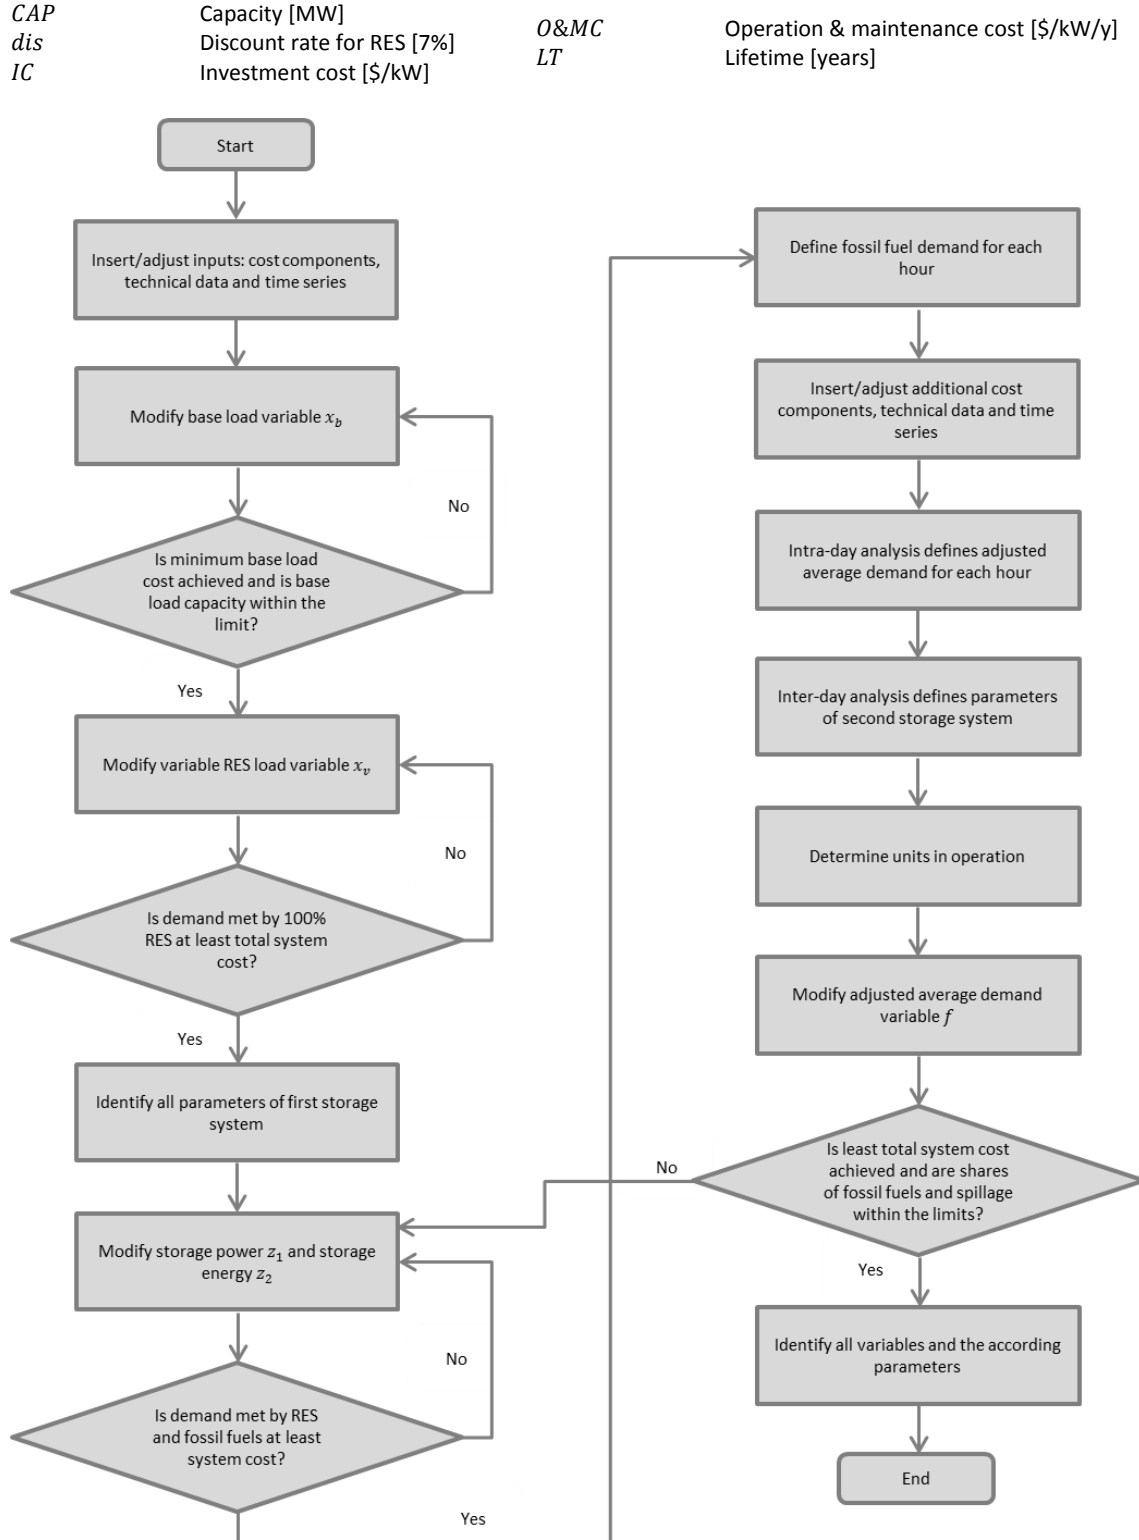 CAP Capacity [MW]
dis Discount rate for RES [7%]
IC Investment cost [$/kW]
O&MC Operation & maintenance cost [$/kW/y]
LT Lifetime [years]
Start
Insert/adjust inputs: cost components,
technical data and time series
Modify base load variable x_b
No
Is minimum base load
cost achieved and is base
load capacity within the
limit?
Yes
Modify variable RES load variable x_v
No
Is demand met by 100%
RES at least total system
cost?
Yes
Identify all parameters of first storage
system
Modify storage power z_1 and storage
energy z_2
No
Is demand met by RES
and fossil fuels at least
system cost?
Yes
Define fossil fuel demand for each
hour
Insert/adjust additional cost
components, technical data and time
series
Intra-day analysis defines adjusted
average demand for each hour
Inter-day analysis defines parameters
of second storage system
Determine units in operation
Modify adjusted average demand
variable f
No
Is least total system cost
achieved and are shares
of fossil fuels and spillage
within the limits?
Yes
Identify all variables and the according
parameters
End